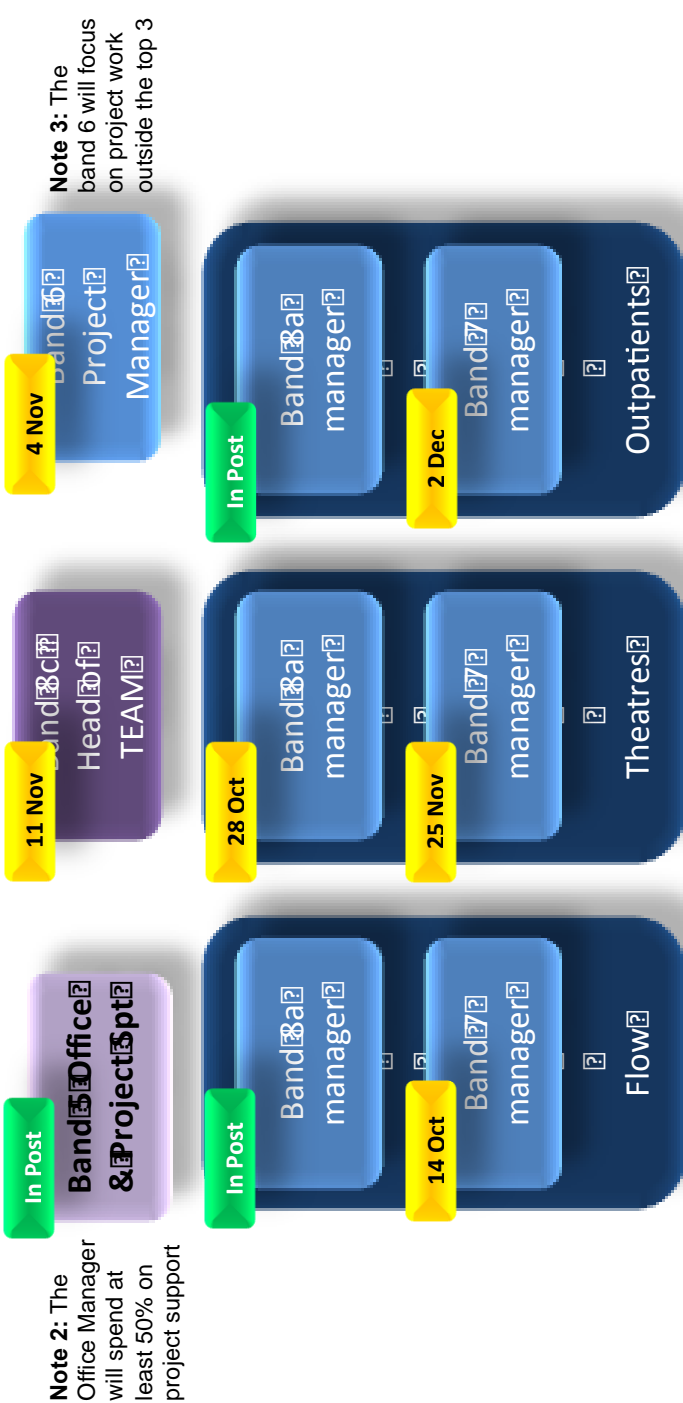 Note 2: The
Office Manager
will spend at
least 50% on
project support
In Post
Band 5 Office
& Project Spt
11 Nov
Band 8c
Head of
TEAM
4 Nov
Band 6
Project
Manager
Note 3: The
band 6 will focus
on project work
outside the top 3
In Post
Band 8a
manager
14 Oct
Band 7
manager
Flow
28 Oct
Band 8a
manager
25 Nov
Band 7
manager
Theatres
In Post
Band 8a
manager
2 Dec
Band 7
manager
Outpatients